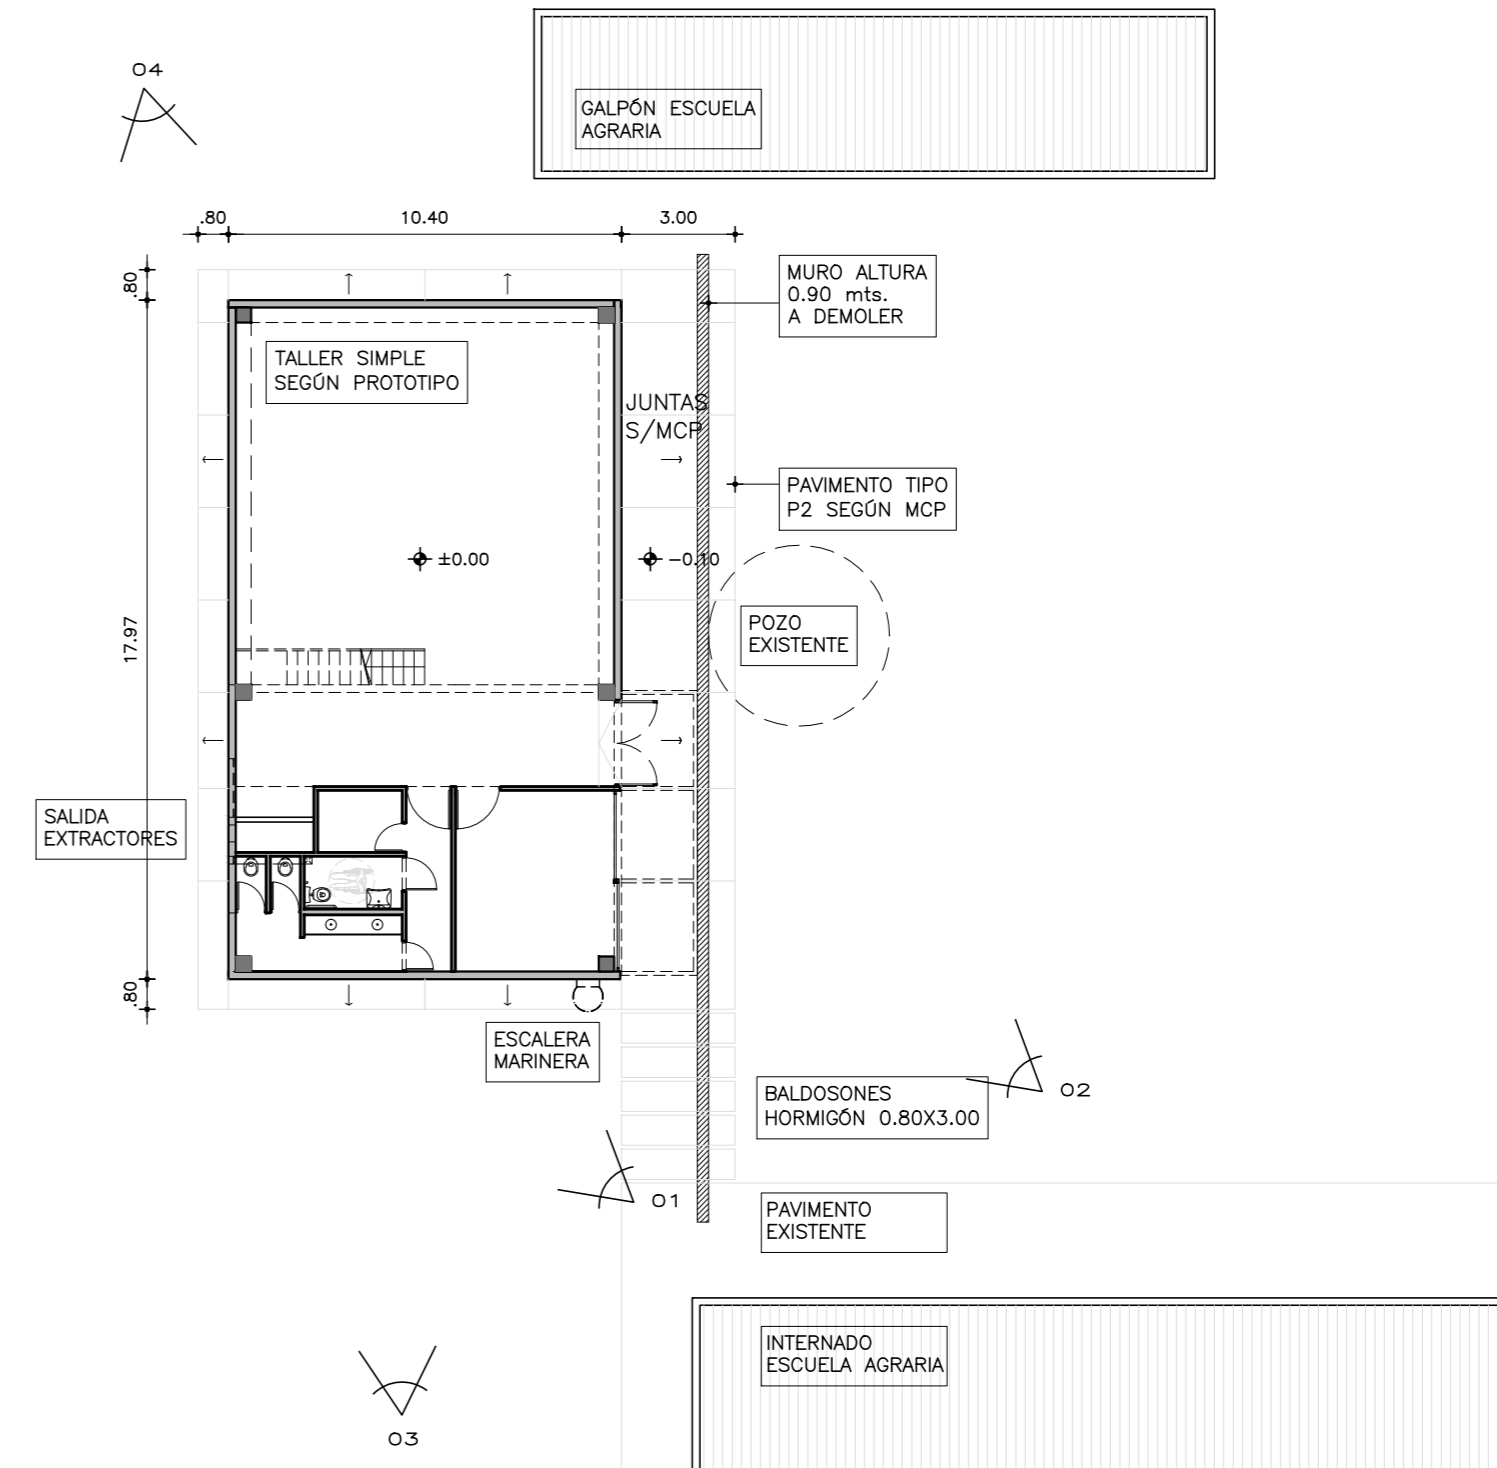 04
GALPÓN ESCUELA
AGRARIA
.80
10.40
3.00
.80
MURO ALTURA
0.90 mts.
A DEMOLER
TALLER SIMPLE
SEGÚN PROTOTIPO
JUNTAS
S/MCP
PAVIMENTO TIPO
P2 SEGÚN MCP
±0.00
-0.10
17.97
POZO
EXISTENTE
SALIDA
EXTRACTORES
.80
ESCALERA
MARINERA
BALDOSONES
HORMIGÓN 0.80X3.00
02
01
PAVIMENTO
EXISTENTE
INTERNADO
ESCUELA AGRARIA
03